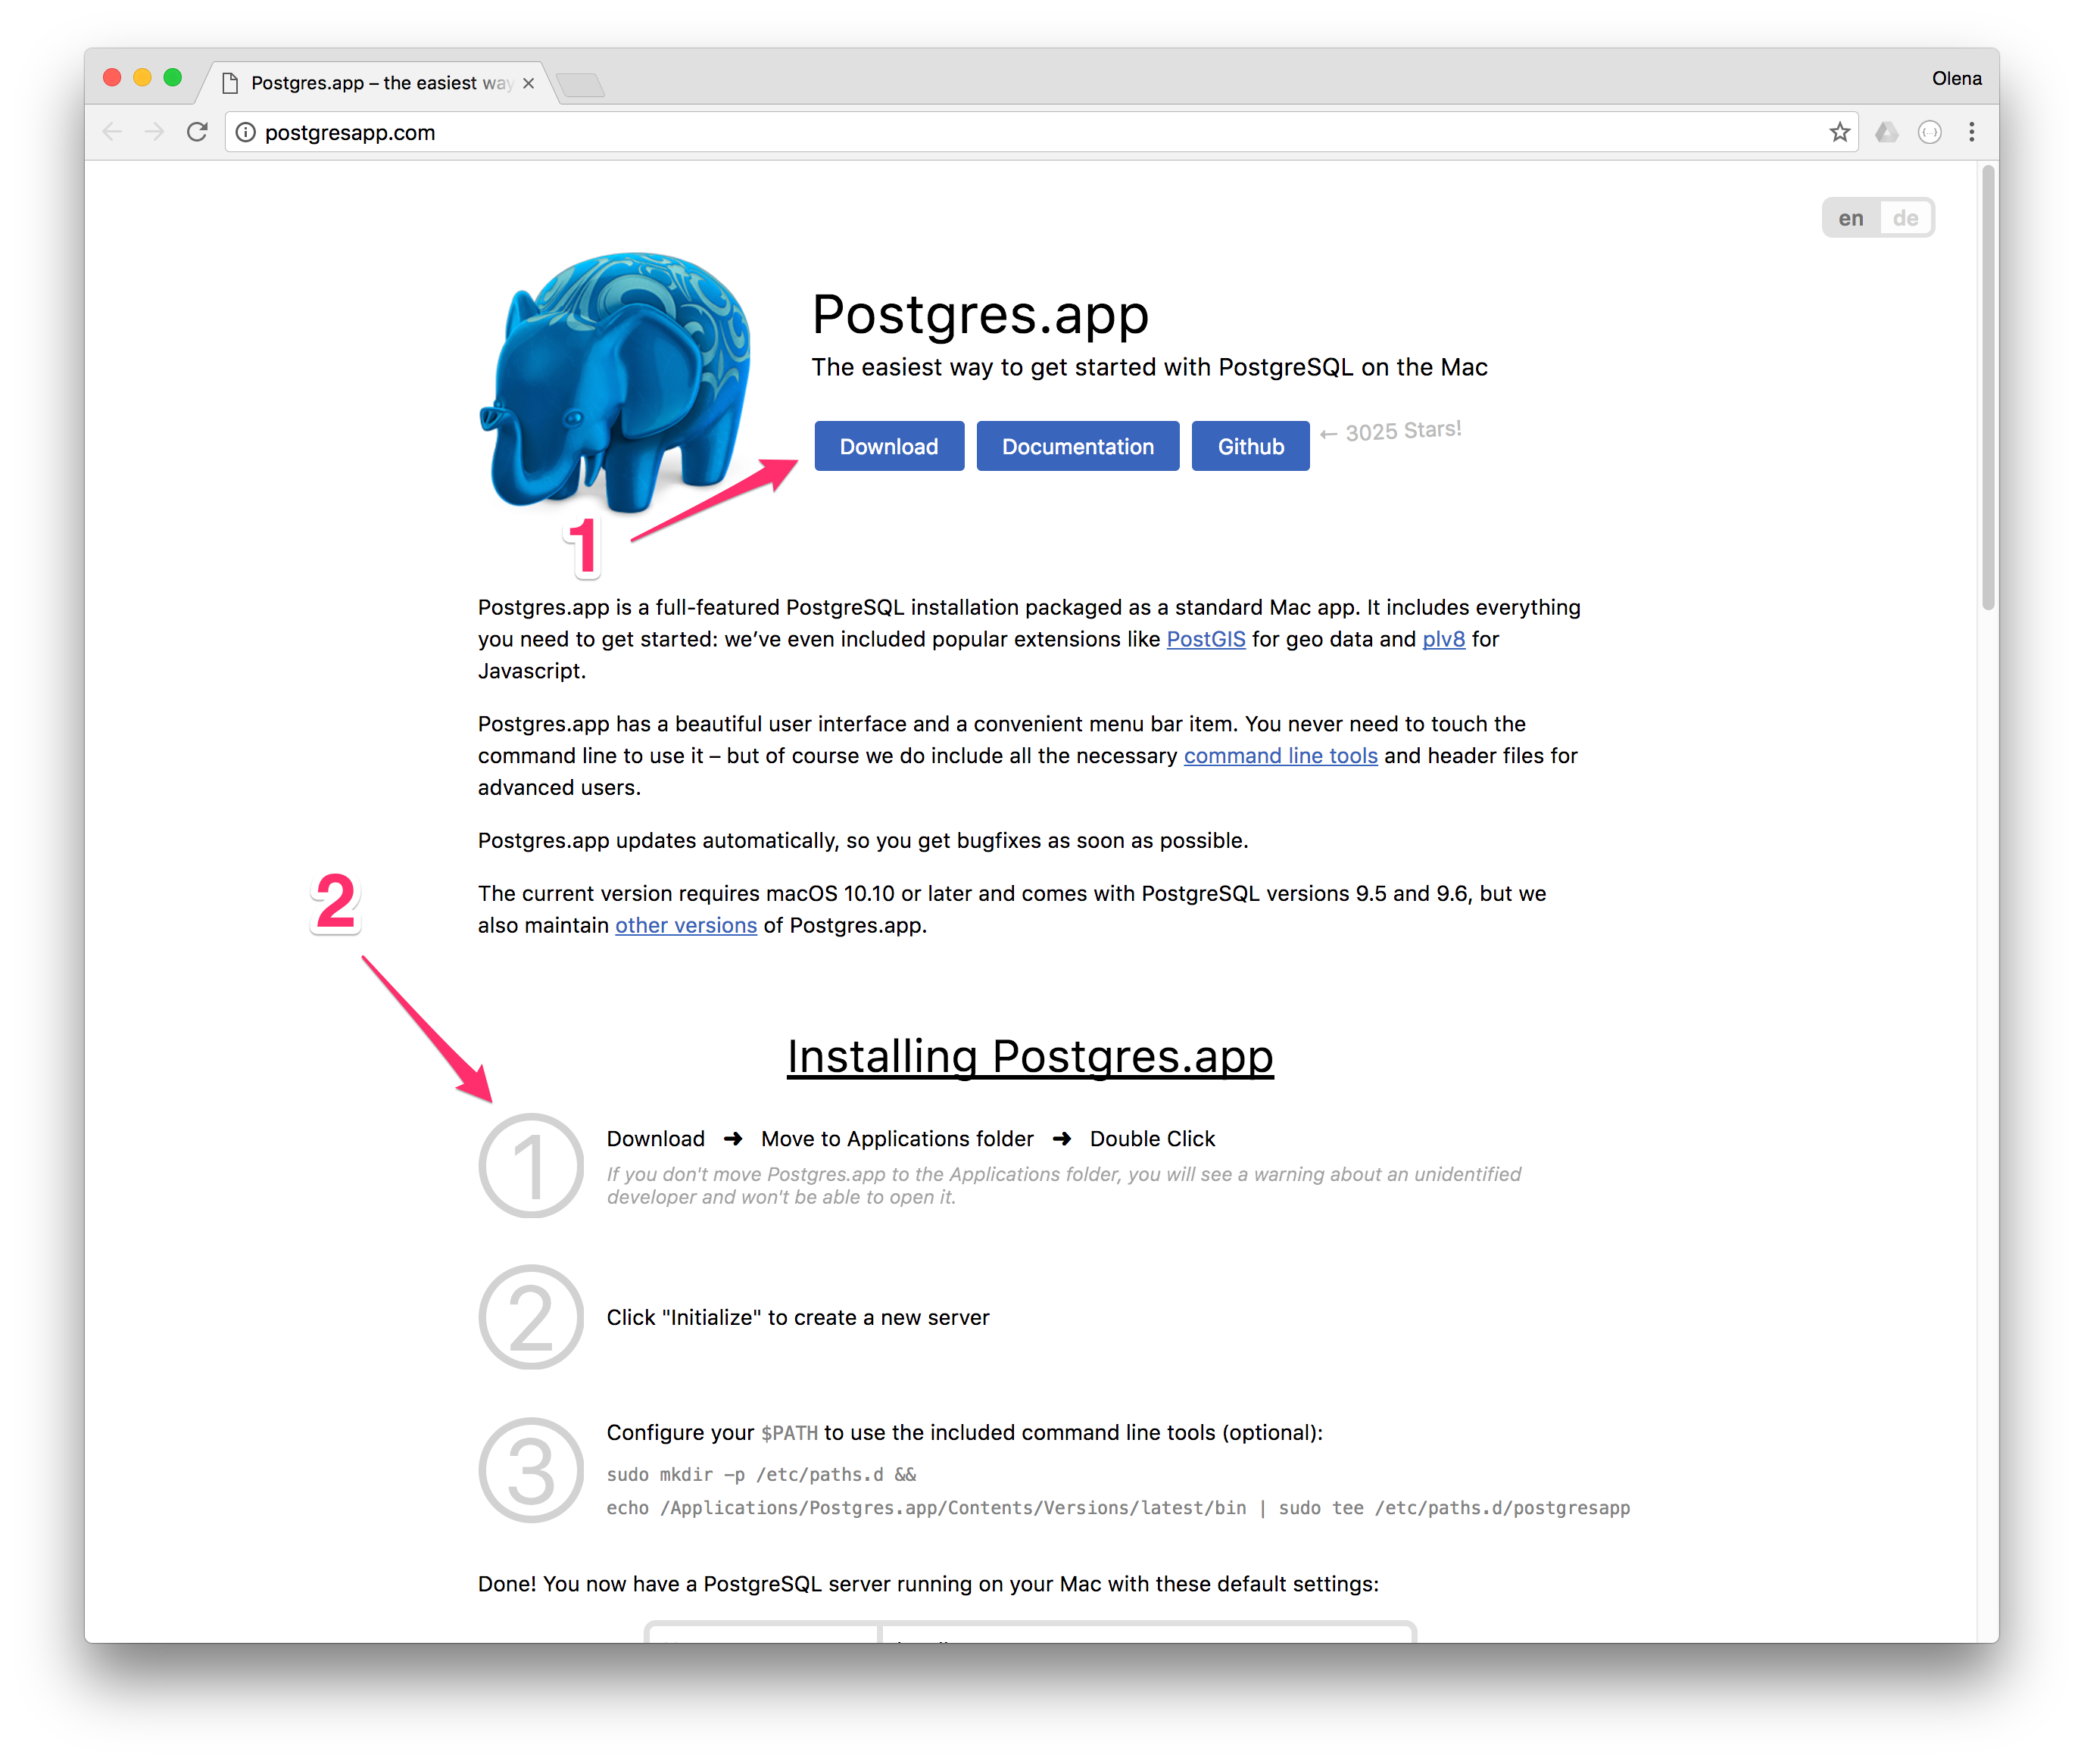 Postgres.app – the easiest way
Olena
postgresapp.com
en de
Postgres.app
The easiest way to get started with PostgreSQL on the Mac
Download Documentation Github ← 3025 Stars!
1
Postgres.app is a full-featured PostgreSQL installation packaged as a standard Mac app. It includes everything
you need to get started: we’ve even included popular extensions like PostGIS for geo data and plv8 for
Javascript.
Postgres.app has a beautiful user interface and a convenient menu bar item. You never need to touch the
command line to use it – but of course we do include all the necessary command line tools and header files for
advanced users.
Postgres.app updates automatically, so you get bugfixes as soon as possible.
2
The current version requires macOS 10.10 or later and comes with PostgreSQL versions 9.5 and 9.6, but we
also maintain other versions of Postgres.app.
Installing Postgres.app
1
Download ➜ Move to Applications folder ➜ Double Click
If you don't move Postgres.app to the Applications folder, you will see a warning about an unidentified
developer and won't be able to open it.
2
Click "Initialize" to create a new server
3
Configure your $PATH to use the included command line tools (optional):
sudo mkdir -p /etc/paths.d &&
echo /Applications/Postgres.app/Contents/Versions/latest/bin | sudo tee /etc/paths.d/postgresapp
Done! You now have a PostgreSQL server running on your Mac with these default settings: